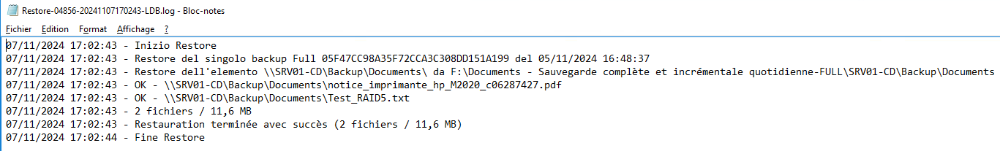 Restore-04856-20241107170243-LDB.log - Bloc-notes
Fichier Edition Format Affichage ?
07/11/2024 17:02:43 - Inizio Restore
07/11/2024 17:02:43 - Restore del singolo backup Full 05F47CC98A35F72CCA3C308DD151A199 del 05/11/2024 16:48:37
07/11/2024 17:02:43 - Restore dell'elemento \\SRV01-CD\Backup\Documents\ da F:\Documents - Sauvegarde complète et incrémentale quotidienne-FULL\SRV01-CD\Backup\Documents
07/11/2024 17:02:43 - OK - \\SRV01-CD\Backup\Documents\notice_imprimante_hp_M2020_c06287427.pdf
07/11/2024 17:02:43 - OK - \\SRV01-CD\Backup\Documents\Test_RAID5.txt
07/11/2024 17:02:43 - 2 fichiers / 11,6 MB
07/11/2024 17:02:43 - Restauration terminée avec succès (2 fichiers / 11,6 MB)
07/11/2024 17:02:44 - Fine Restore